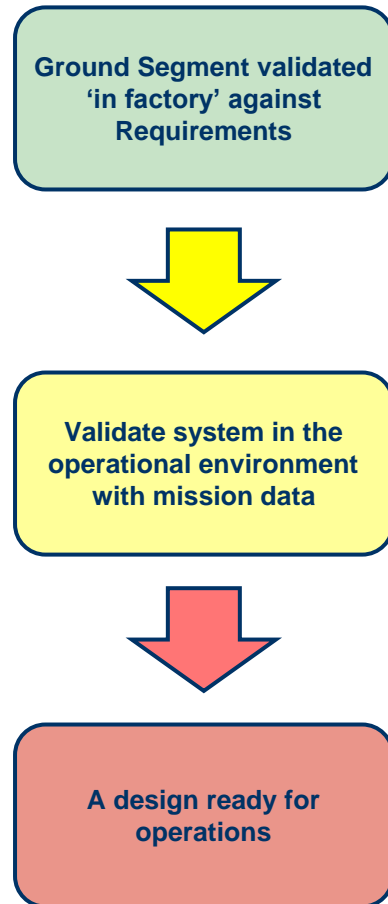 Ground Segment validated
‘in factory’ against
Requirements
Validate system in the
operational environment
with mission data
A design ready for
operations